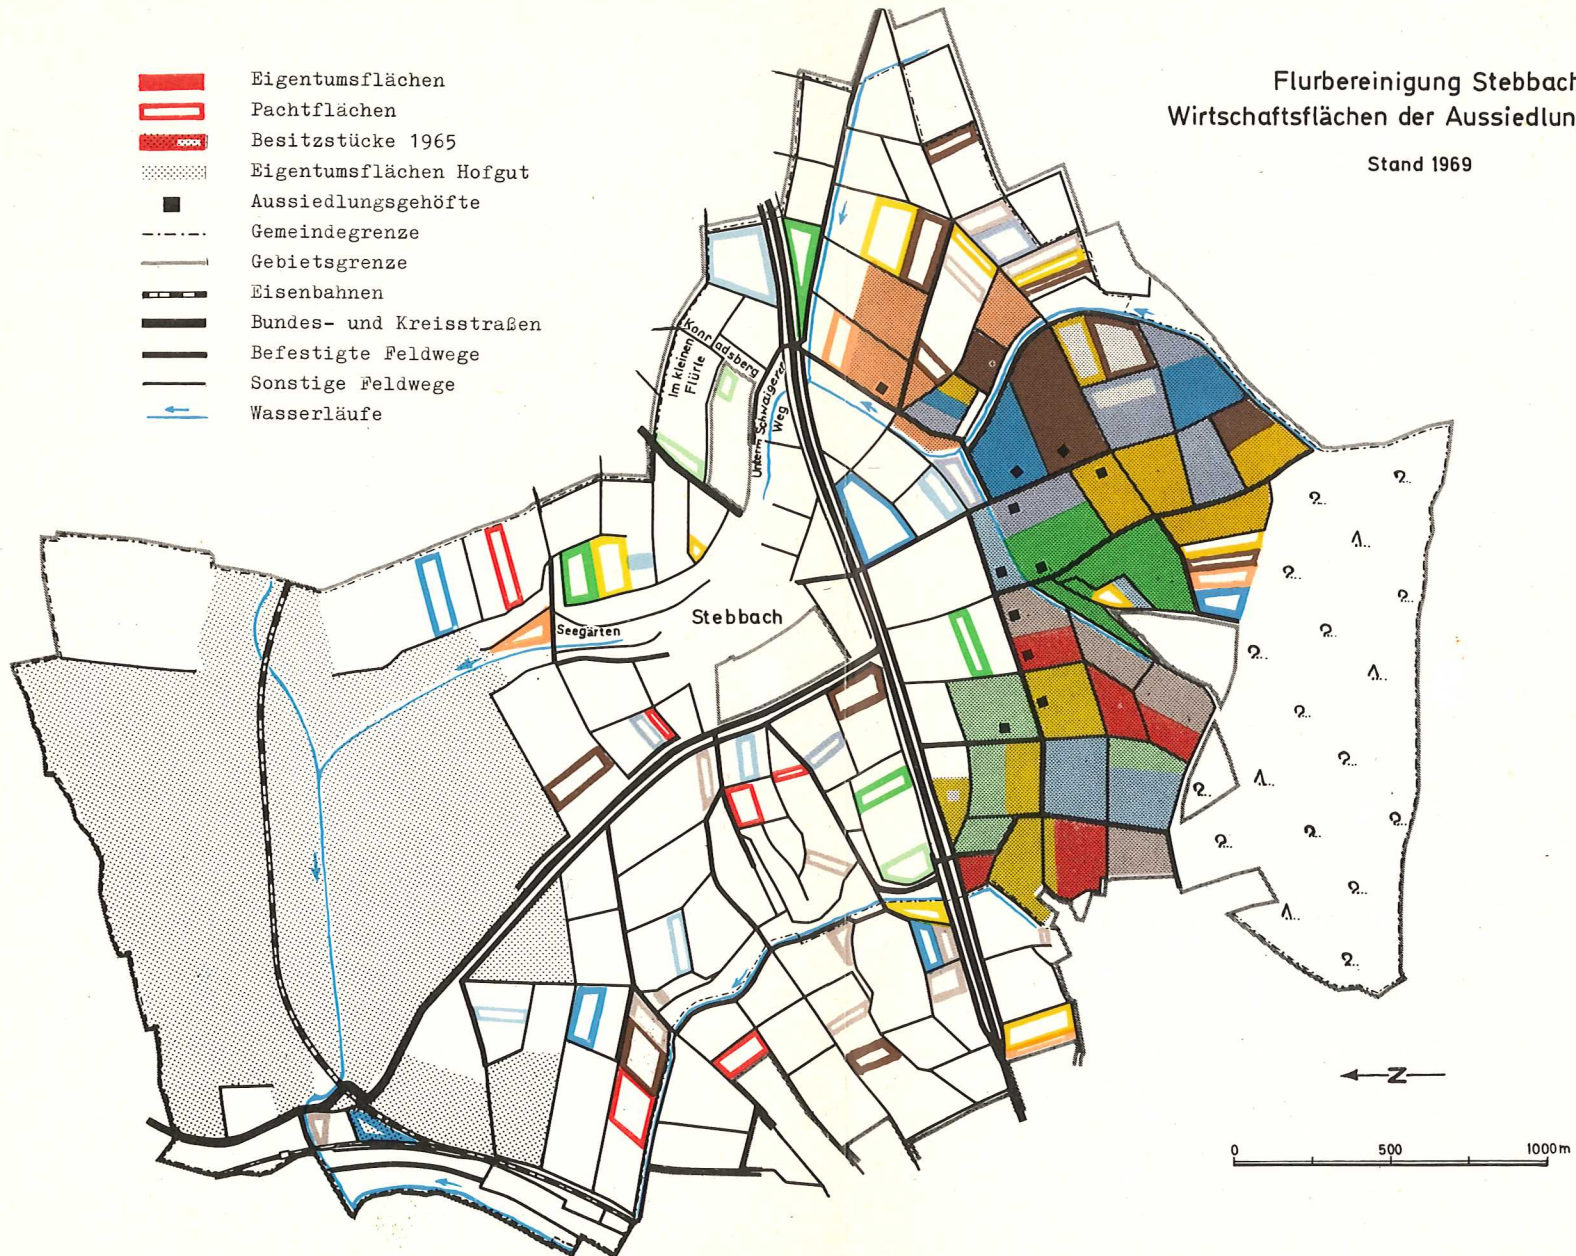 Eigentumsflächen
Pachtflächen
Besitzstücke 1965
Eigentumsflächen Hofgut
Aussiedlungsgehöfte
Gemeindegrenze
Gebietsgrenze
Eisenbahnen
Bundes- und Kreisstraßen
Befestigte Feldwege
Sonstige Feldwege
Wasserläufe
Flurbereinigung Stebbach
Wirtschaftsflächen der Aussiedlun
Stand 1969
Konradsberg
Im kleinen
Flürle
Unterm Schwaigerer
Weg
Stebbach
Seegärten
N
0 500 1000m